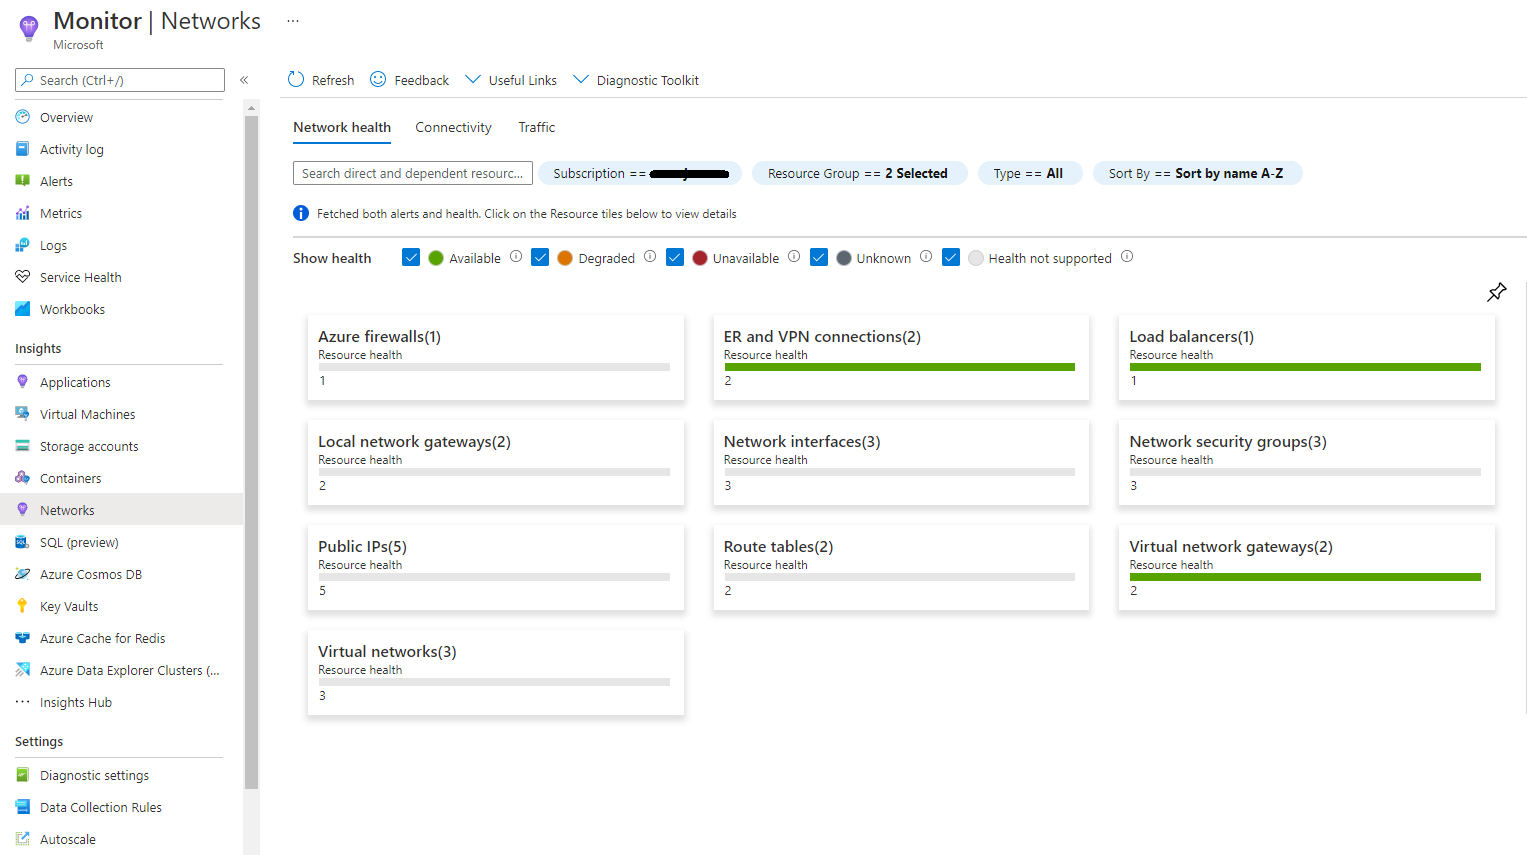 Monitor | Networks ...
Microsoft
Search (Ctrl+/) «
Overview
Activity log
Alerts
Metrics
Logs
Service Health
Workbooks
Insights
Applications
Virtual Machines
Storage accounts
Containers
Networks
SQL (preview)
Azure Cosmos DB
Key Vaults
Azure Cache for Redis
Azure Data Explorer Clusters (...
Insights Hub
Settings
Diagnostic settings
Data Collection Rules
Autoscale
Refresh Feedback Useful Links Diagnostic Toolkit
Network health Connectivity Traffic
Search direct and dependent resourc... Subscription == Resource Group == 2 Selected Type == All Sort By == Sort by name A-Z
Fetched both alerts and health. Click on the Resource tiles below to view details
Show health Available Degraded Unavailable Unknown Health not supported
Azure firewalls(1)
Resource health
1
ER and VPN connections(2)
Resource health
2
Load balancers(1)
Resource health
1
Local network gateways(2)
Resource health
2
Network interfaces(3)
Resource health
3
Network security groups(3)
Resource health
3
Public IPs(5)
Resource health
5
Route tables(2)
Resource health
2
Virtual network gateways(2)
Resource health
2
Virtual networks(3)
Resource health
3